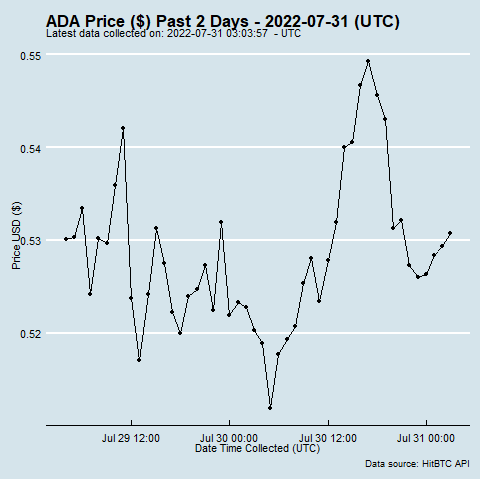 ADA Price ($) Past 2 Days - 2022-07-31 (UTC)
Latest data collected on: 2022-07-31 03:03:57 - UTC
0.55
0.54
0.53
0.52
Price USD ($)
Jul 29 12:00 Jul 30 00:00 Jul 30 12:00 Jul 31 00:00
Date Time Collected (UTC)
Data source: HitBTC API